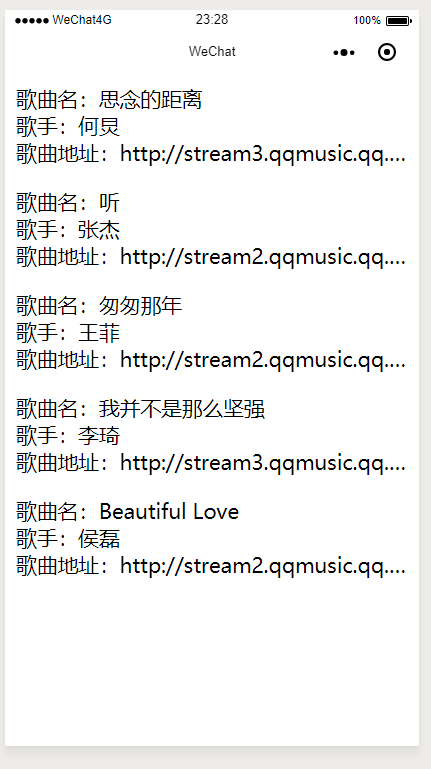 WeChat4G 23:28 100%
WeChat
歌曲名：思念的距离
歌手：何炅
歌曲地址：http://stream3.qqmusic.qq....
歌曲名：听
歌手：张杰
歌曲地址：http://stream2.qqmusic.qq....
歌曲名：匆匆那年
歌手：王菲
歌曲地址：http://stream2.qqmusic.qq....
歌曲名：我并不是那么坚强
歌手：李琦
歌曲地址：http://stream3.qqmusic.qq....
歌曲名：Beautiful Love
歌手：侯磊
歌曲地址：http://stream2.qqmusic.qq....